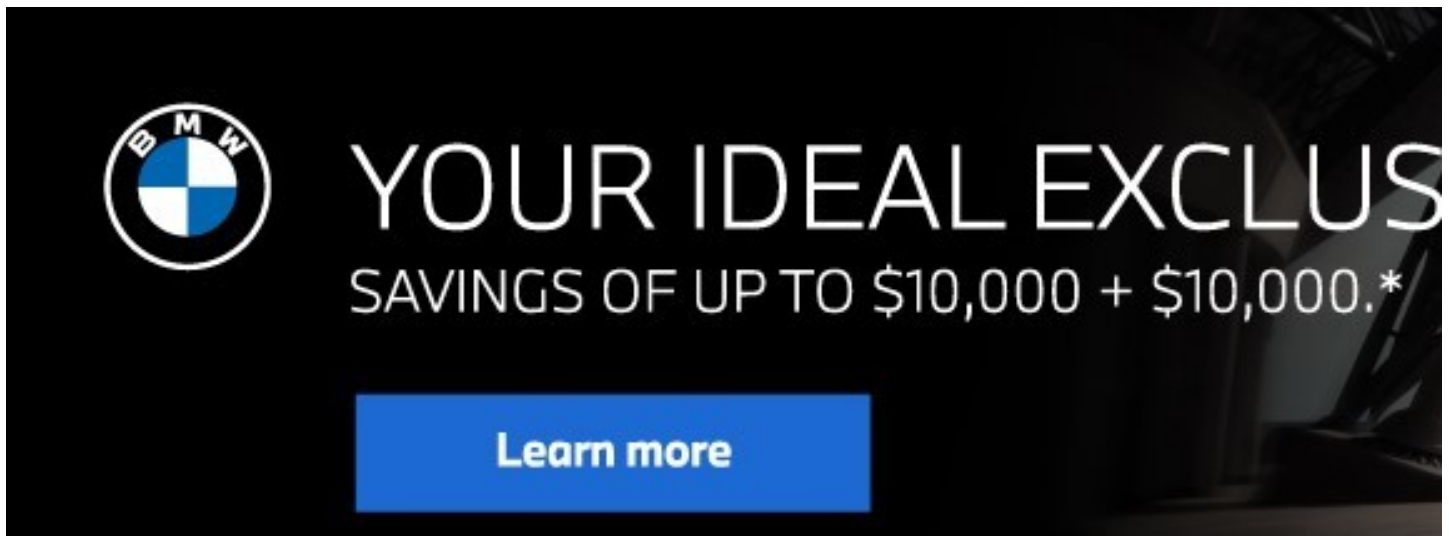 BMW
YOUR IDEAL EXCLUS
SAVINGS OF UP TO $10,000 + $10,000.*
Learn more